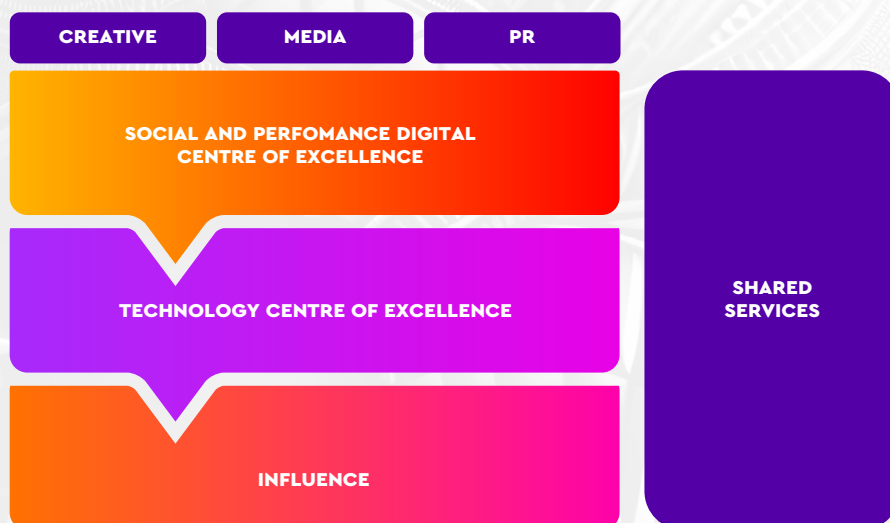 CREATIVE
MEDIA
PR
SOCIAL AND PERFOMANCE DIGITAL
CENTRE OF EXCELLENCE
TECHNOLOGY CENTRE OF EXCELLENCE
INFLUENCE
SHARED
SERVICES